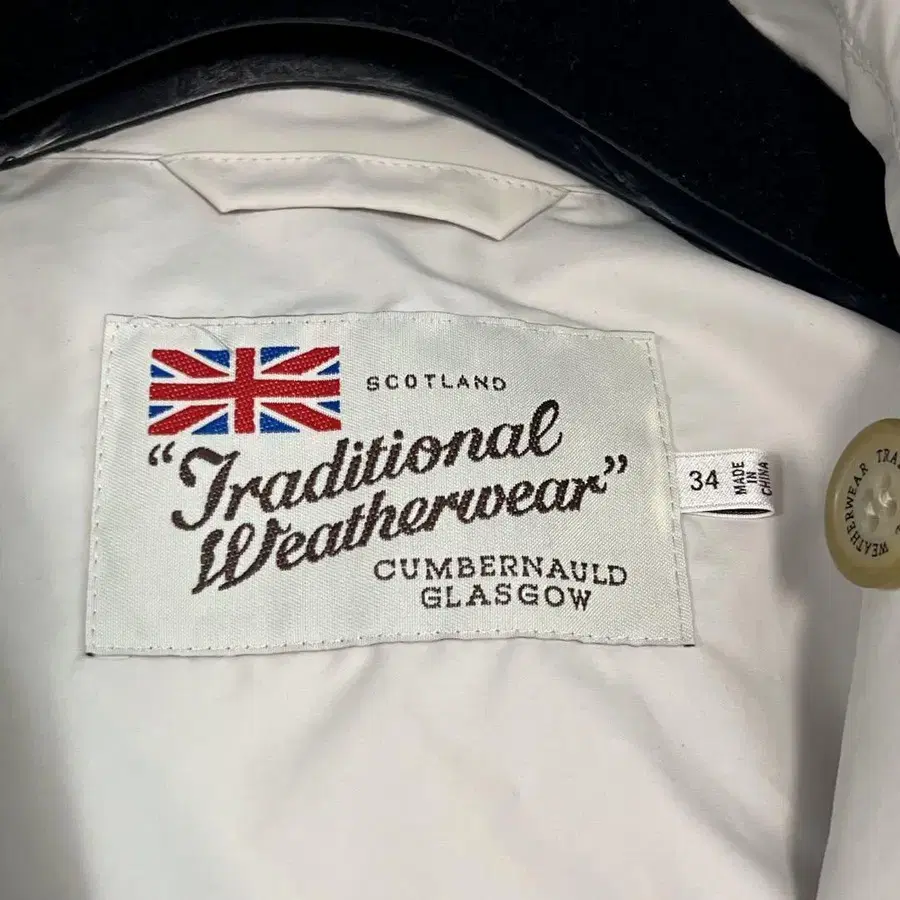 SCOTLAND
“Traditional
Weatherwear”
CUMBERNAULD
GLASGOW
34
MADE
IN
CHINA
WEATHERWEAR TRA